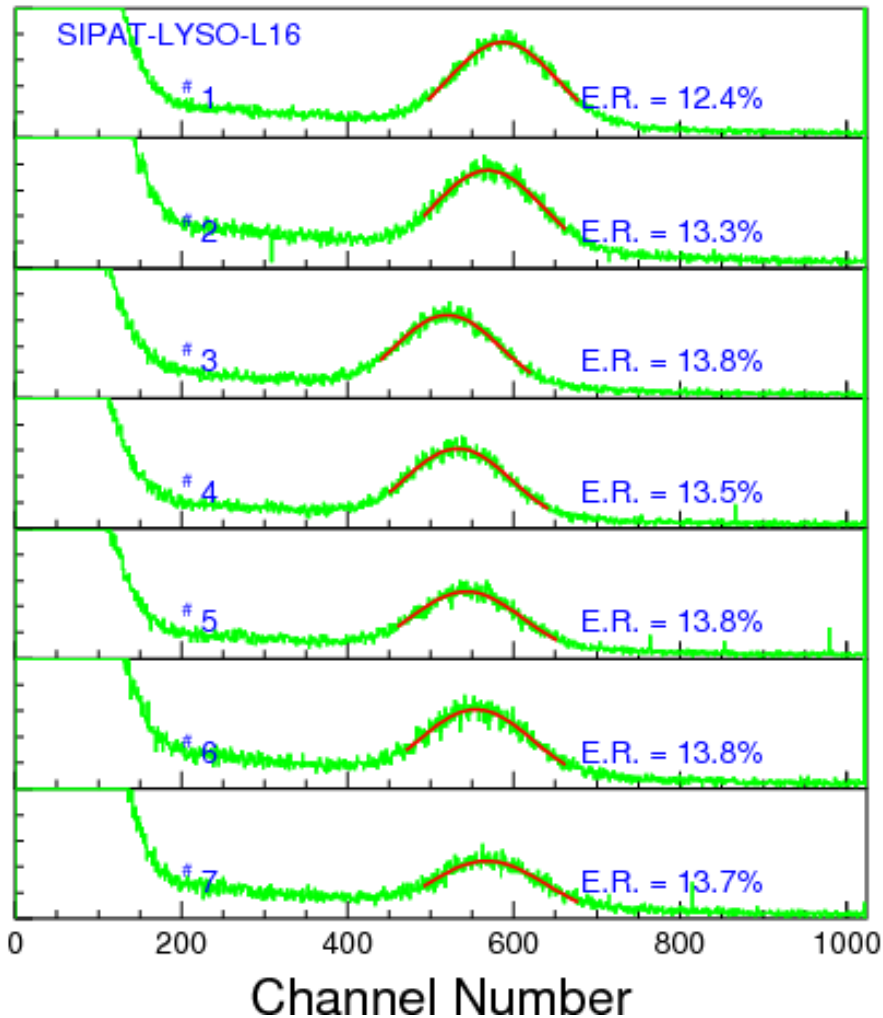 SIPAT-LYSO-L16
# 1 E.R. = 12.4%
# 2 E.R. = 13.3%
# 3 E.R. = 13.8%
# 4 E.R. = 13.5%
# 5 E.R. = 13.8%
# 6 E.R. = 13.8%
# 7 E.R. = 13.7%
0 200 400 600 800 1000
Channel Number